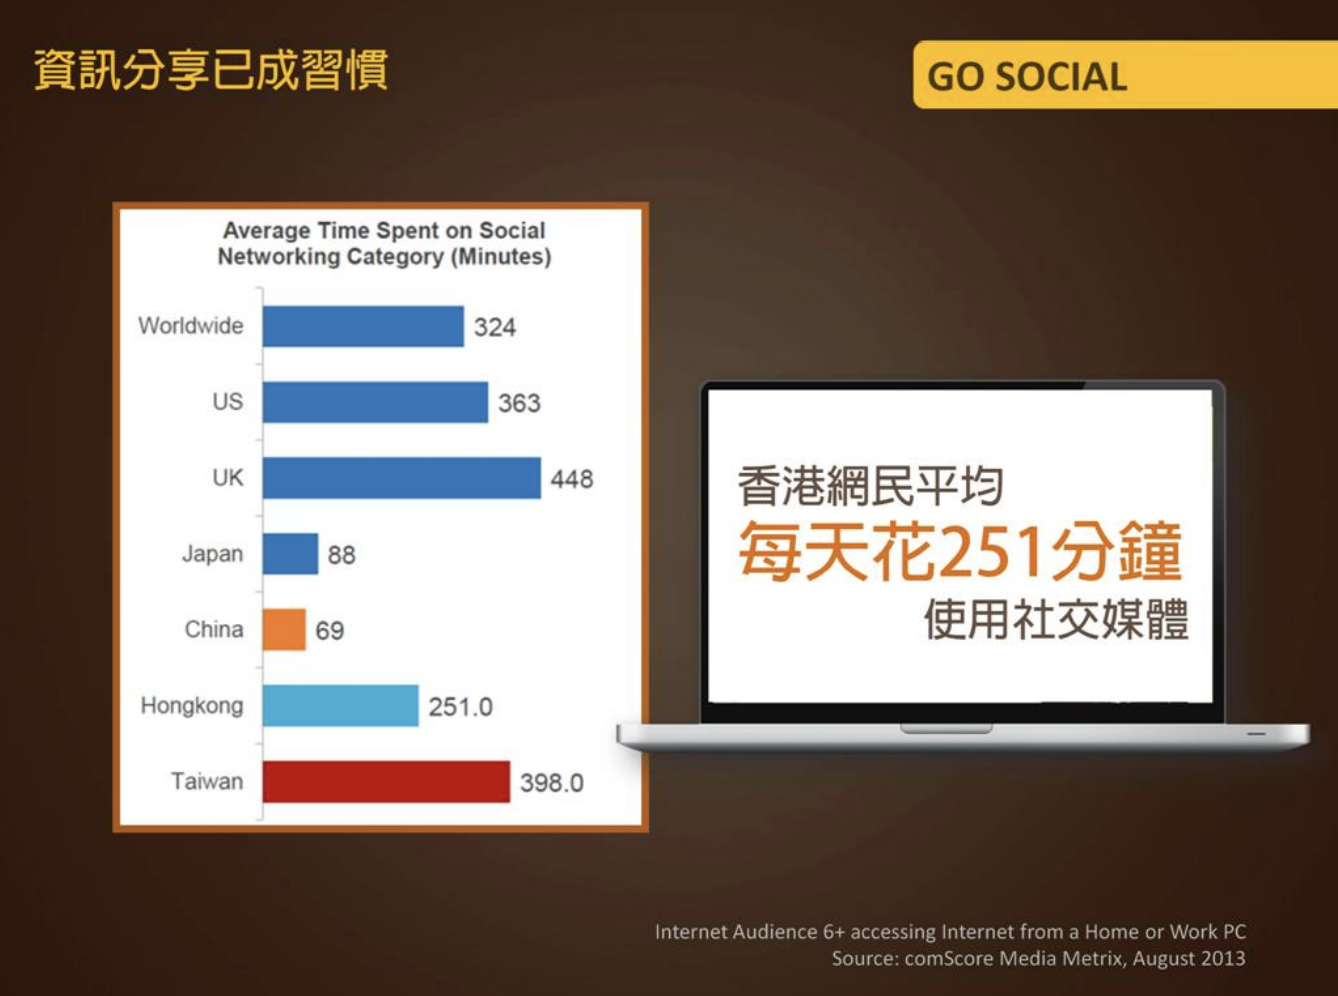 資訊分享已成習慣
GO SOCIAL
Average Time Spent on Social
Networking Category (Minutes)
Worldwide 324
US 363
UK 448
Japan 88
China 69
Hongkong 251.0
Taiwan 398.0
香港網民平均
每天花251分鐘
使用社交媒體
Internet Audience 6+ accessing Internet from a Home or Work PC
Source: comScore Media Metrix, August 2013